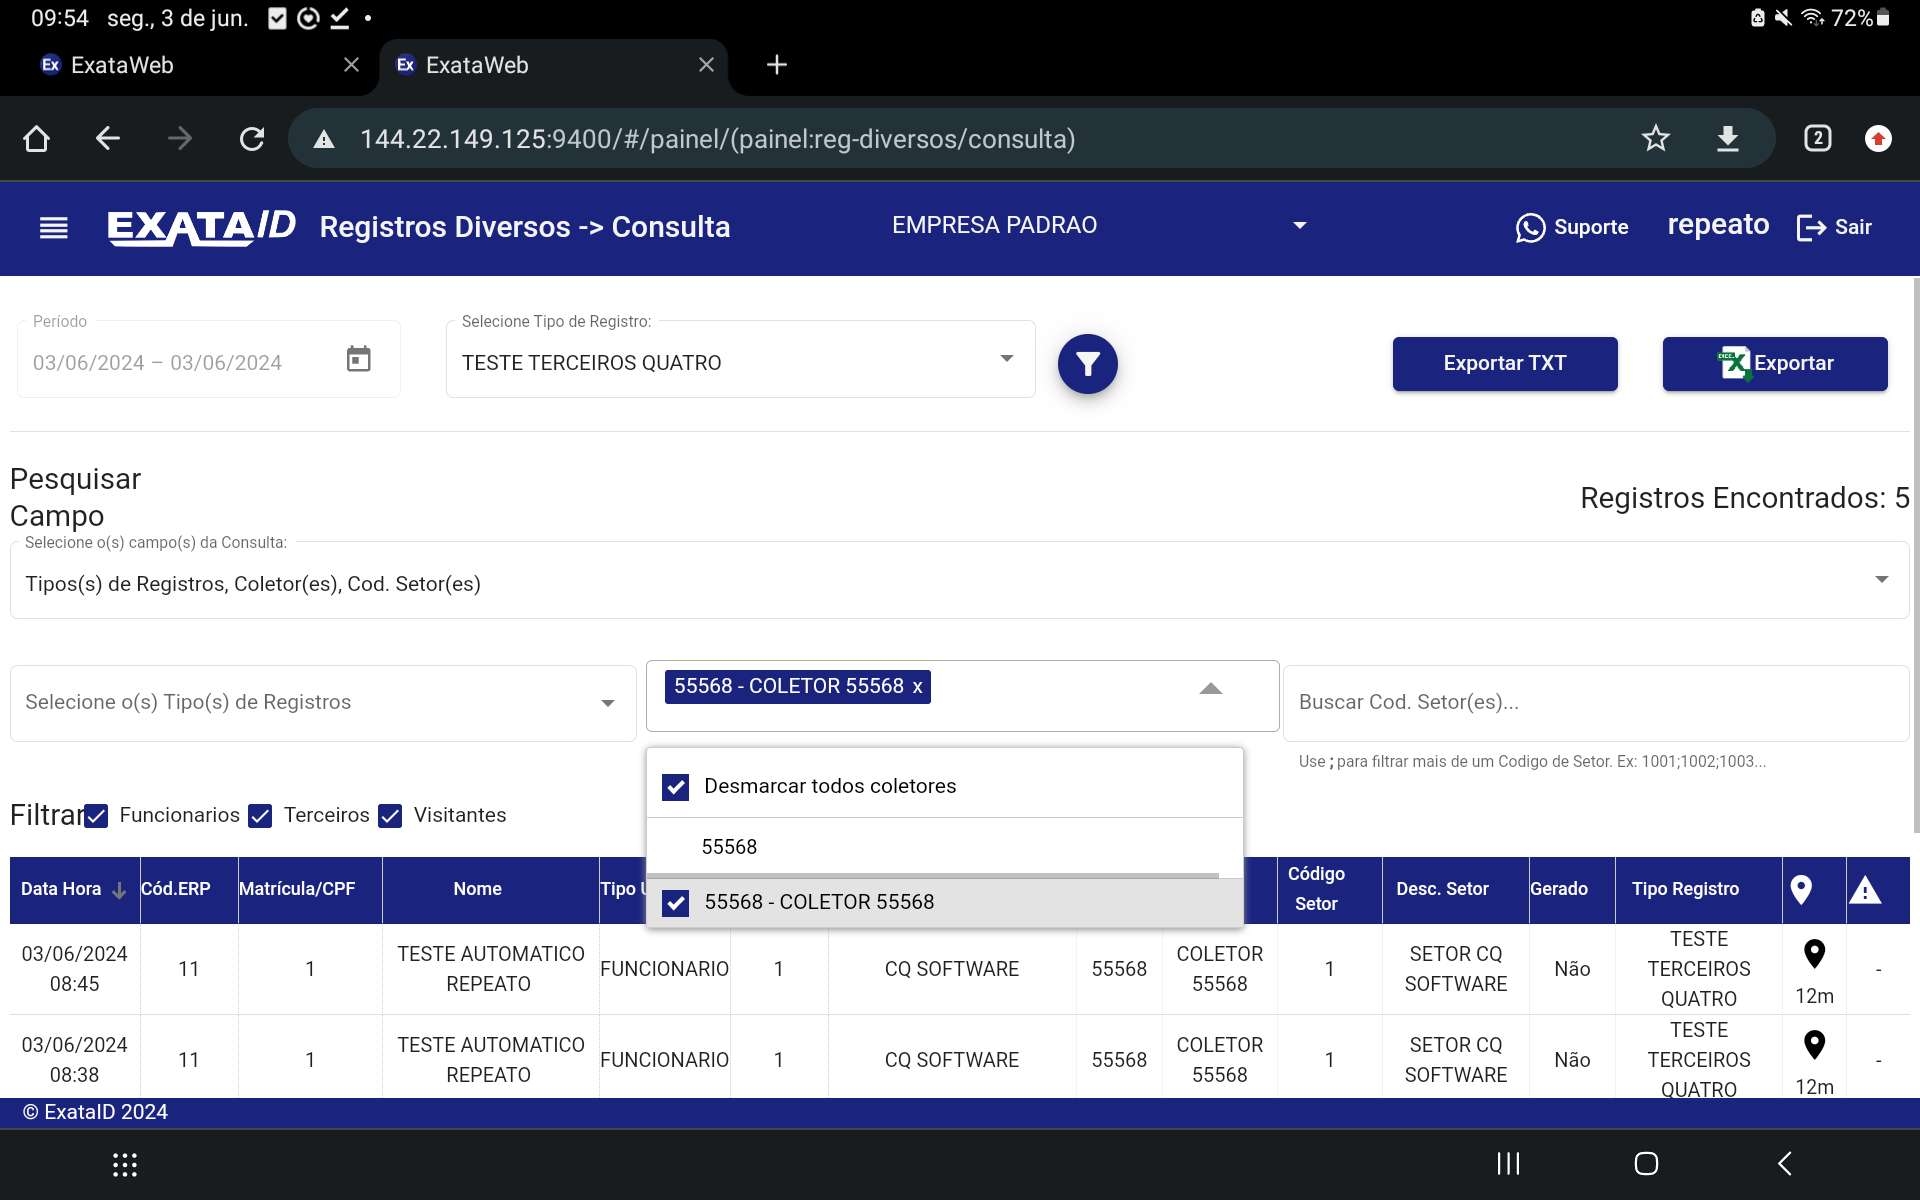 09:54 seg., 3 de jun.
72%
Ex ExataWeb
Ex ExataWeb
144.22.149.125:9400/#/painel/(painel:reg-diversos/consulta)
2
EXATA/D
Registros Diversos -> Consulta
EMPRESA PADRAO
Suporte
repeato
Sair
Período
03/06/2024 – 03/06/2024
Selecione Tipo de Registro:
TESTE TERCEIROS QUATRO
Exportar TXT
Exportar
Pesquisar
Campo
Registros Encontrados: 5
Selecione o(s) campo(s) da Consulta:
Tipos(s) de Registros, Coletor(es), Cod. Setor(es)
Selecione o(s) Tipo(s) de Registros
55568 - COLETOR 55568 x
Buscar Cod. Setor(es)...
Use ; para filtrar mais de um Codigo de Setor. Ex: 1001;1002;1003...
Desmarcar todos coletores
55568
55568 - COLETOR 55568
Filtrar Funcionarios Terceiros Visitantes
Data Hora Cód.ERP Matrícula/CPF Nome Tipo Código Setor Desc. Setor Gerado Tipo Registro
03/06/2024 08:45 11 1 TESTE AUTOMATICO REPEATO FUNCIONARIO 1 CQ SOFTWARE 55568 COLETOR 55568 1 SETOR CQ SOFTWARE Não TESTE TERCEIROS QUATRO 12m -
03/06/2024 08:38 11 1 TESTE AUTOMATICO REPEATO FUNCIONARIO 1 CQ SOFTWARE 55568 COLETOR 55568 1 SETOR CQ SOFTWARE Não TESTE TERCEIROS QUATRO 12m -
© ExataID 2024